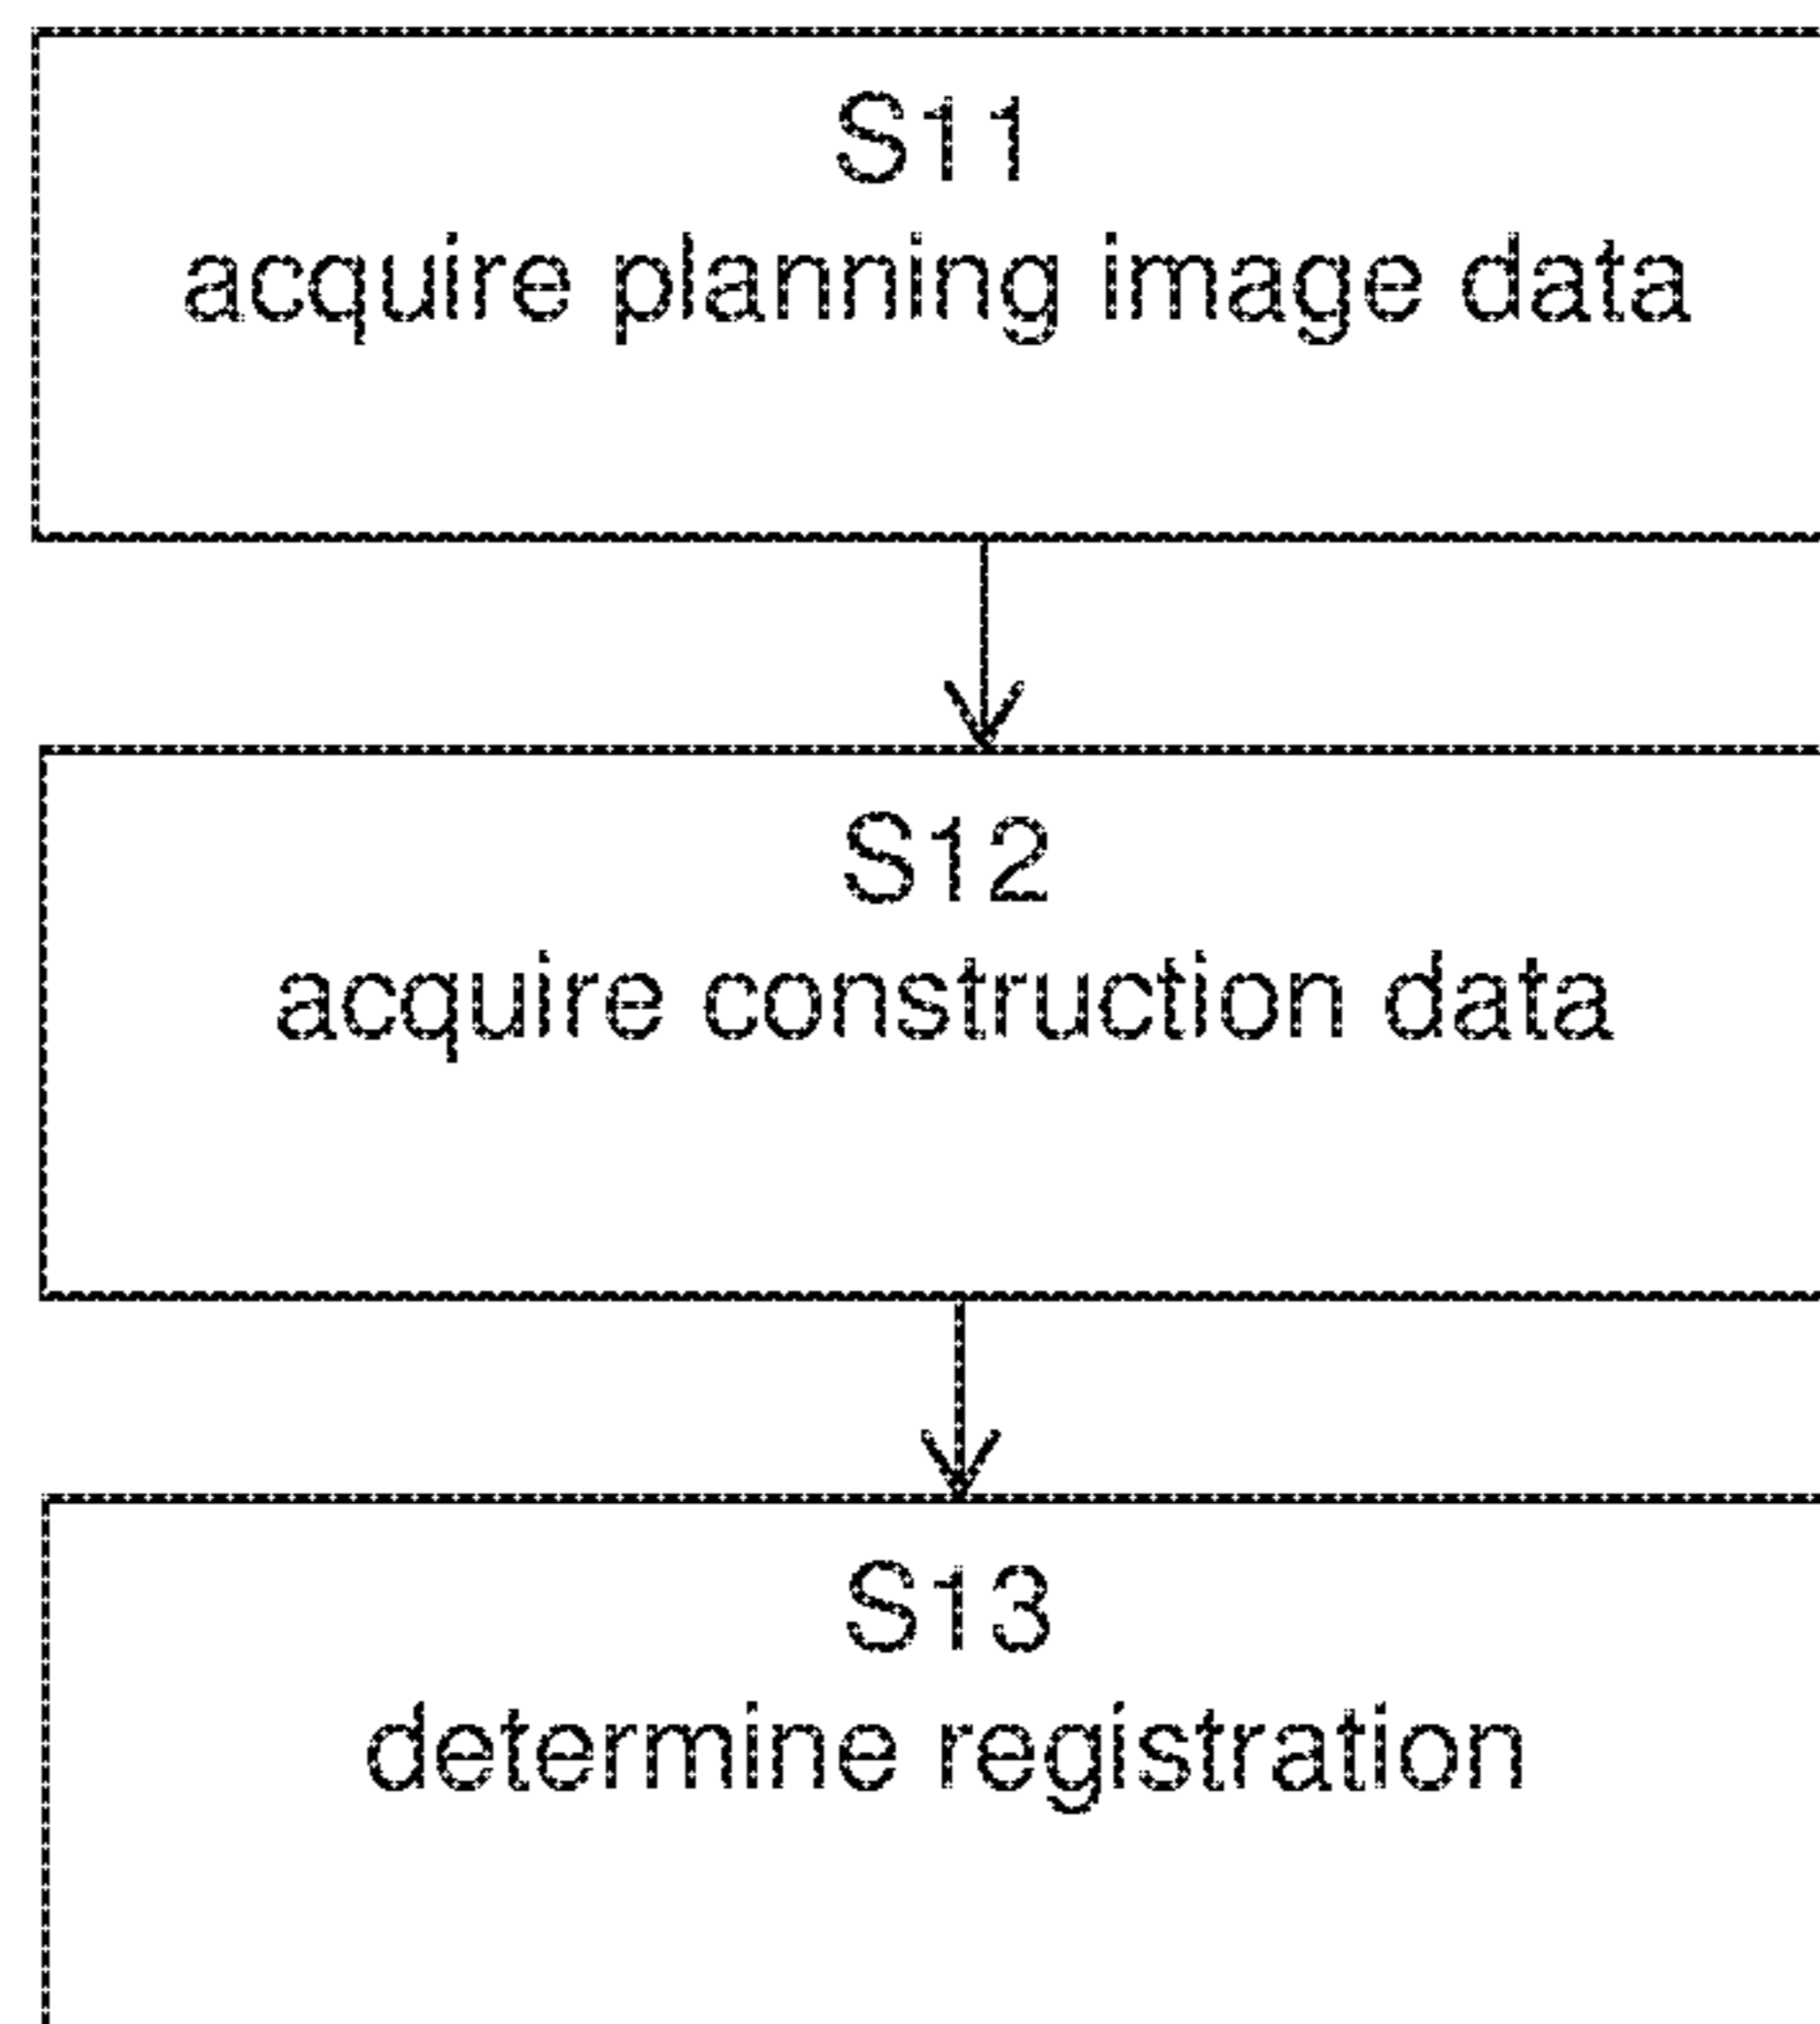 S11
acquire planning image data
S12
acquire construction data
S13
determine registration